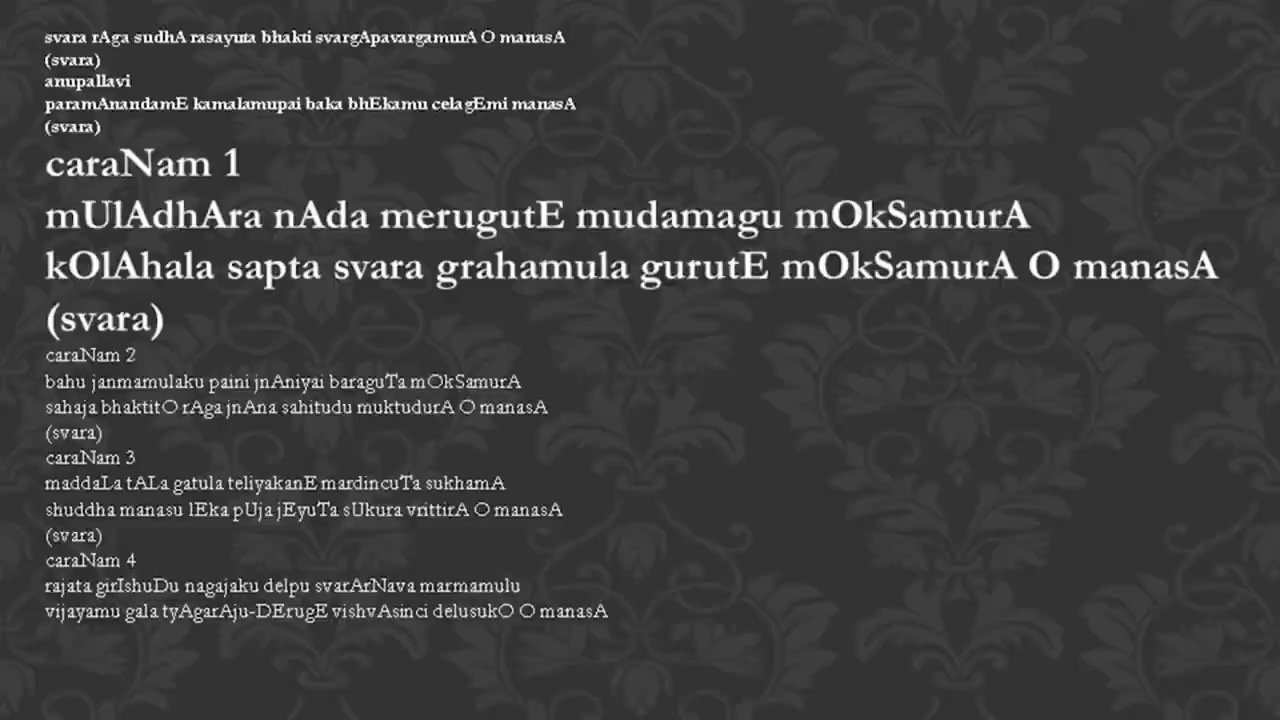 svara rAga sudhA rasayuta bhakti svargApavargamurA O manasA
(svara)
anupallavi
paramAnandamE kamalamupai baka bhEkamu celagEmi manasA
(svara)
caraNam 1
mUlAdhAra nAda merugutE mudamagu mOkSamurA
kOlAhala sapta svara grahamula gurutE mOkSamurA O manasA
(svara)
caraNam 2
bahu janmamulaku paini jnAniyai baraguTa mOkSamurA
sahaja bhaktitO rAga jnAna sahitudu muktudurA O manasA
(svara)
caraNam 3
maddaLa tALa gatula teliyakanE mardincuTa sukhamA
shuddha manasu lEka pUja jEyuTa sUkura vrittirA O manasA
(svara)
caraNam 4
rajata girIshuDu nagajaku delpu svarArNava marmamulu
vijayamu gala tyAgarAju-DErugE vishvAsinci delusukO O manasA